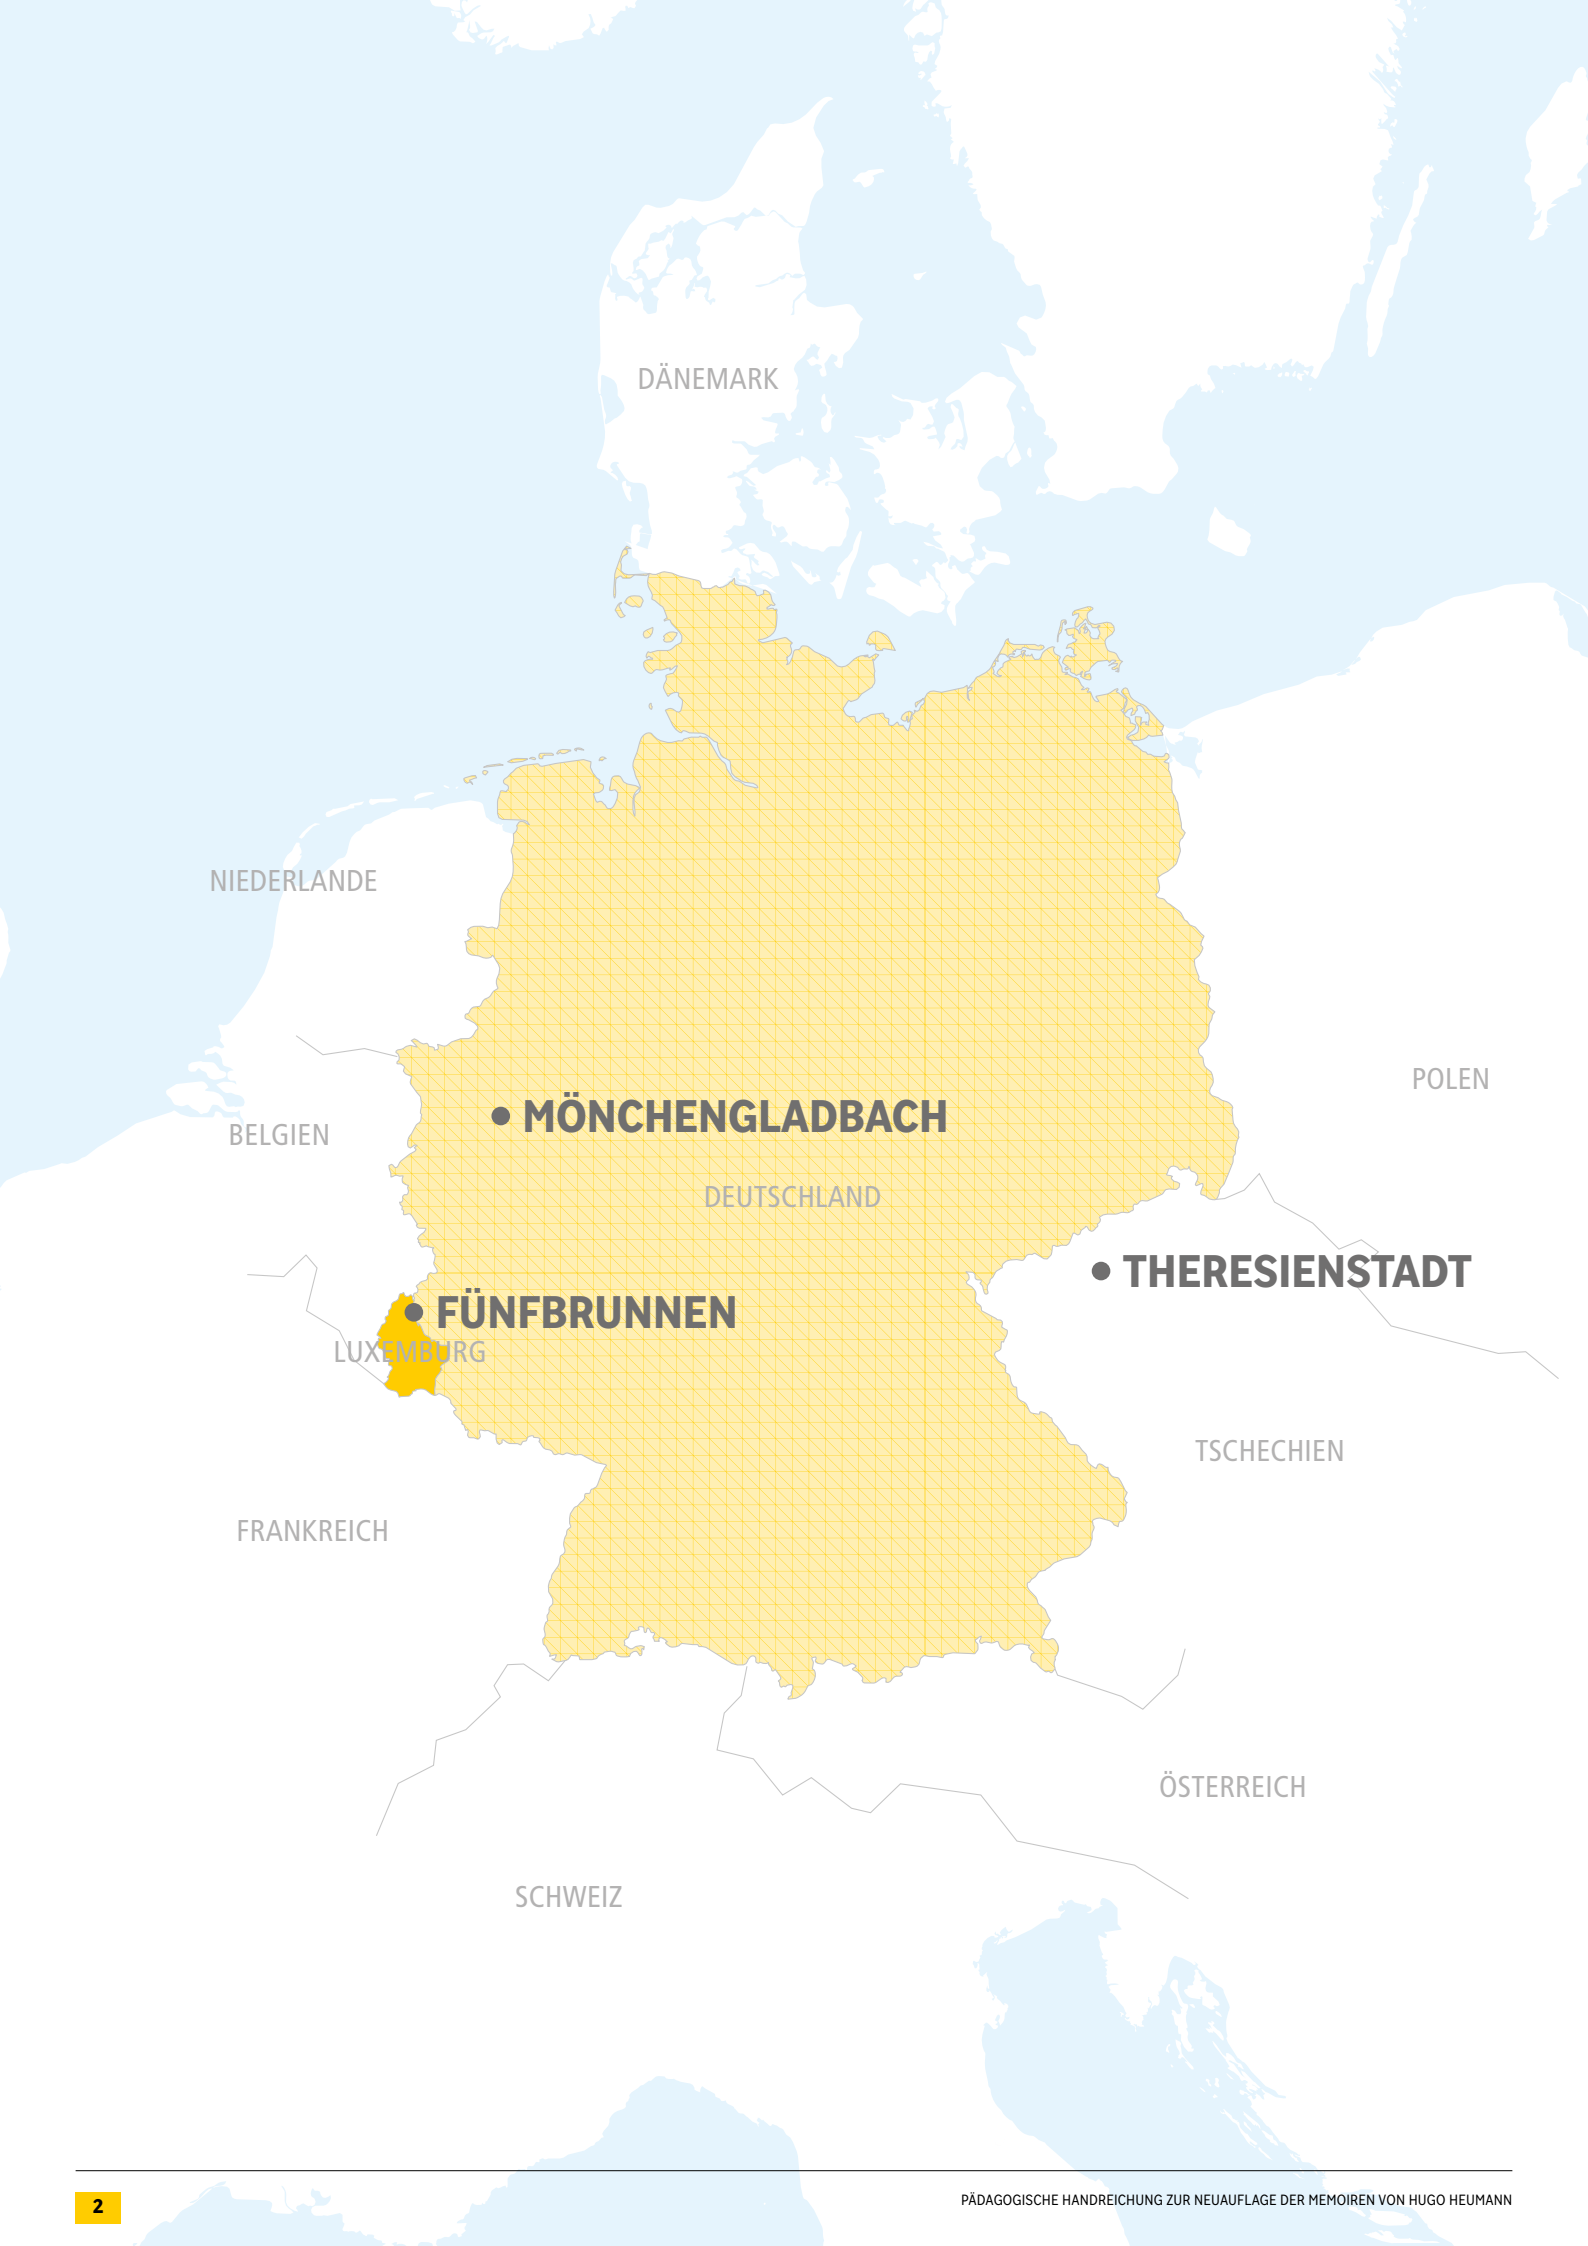 DÄNEMARK
NIEDERLANDE
POLEN
MÖNCHENGLADBACH
BELGIEN
DEUTSCHLAND
THERESIENSTADT
FÜNFBRUNNEN
LUXEMBURG
TSCHECHIEN
FRANKREICH
ÖSTERREICH
SCHWEIZ
2
PÄDAGOGISCHE HANDREICHUNG ZUR NEUAUFLAGE DER MEMOIREN VON HUGO HEUMANN